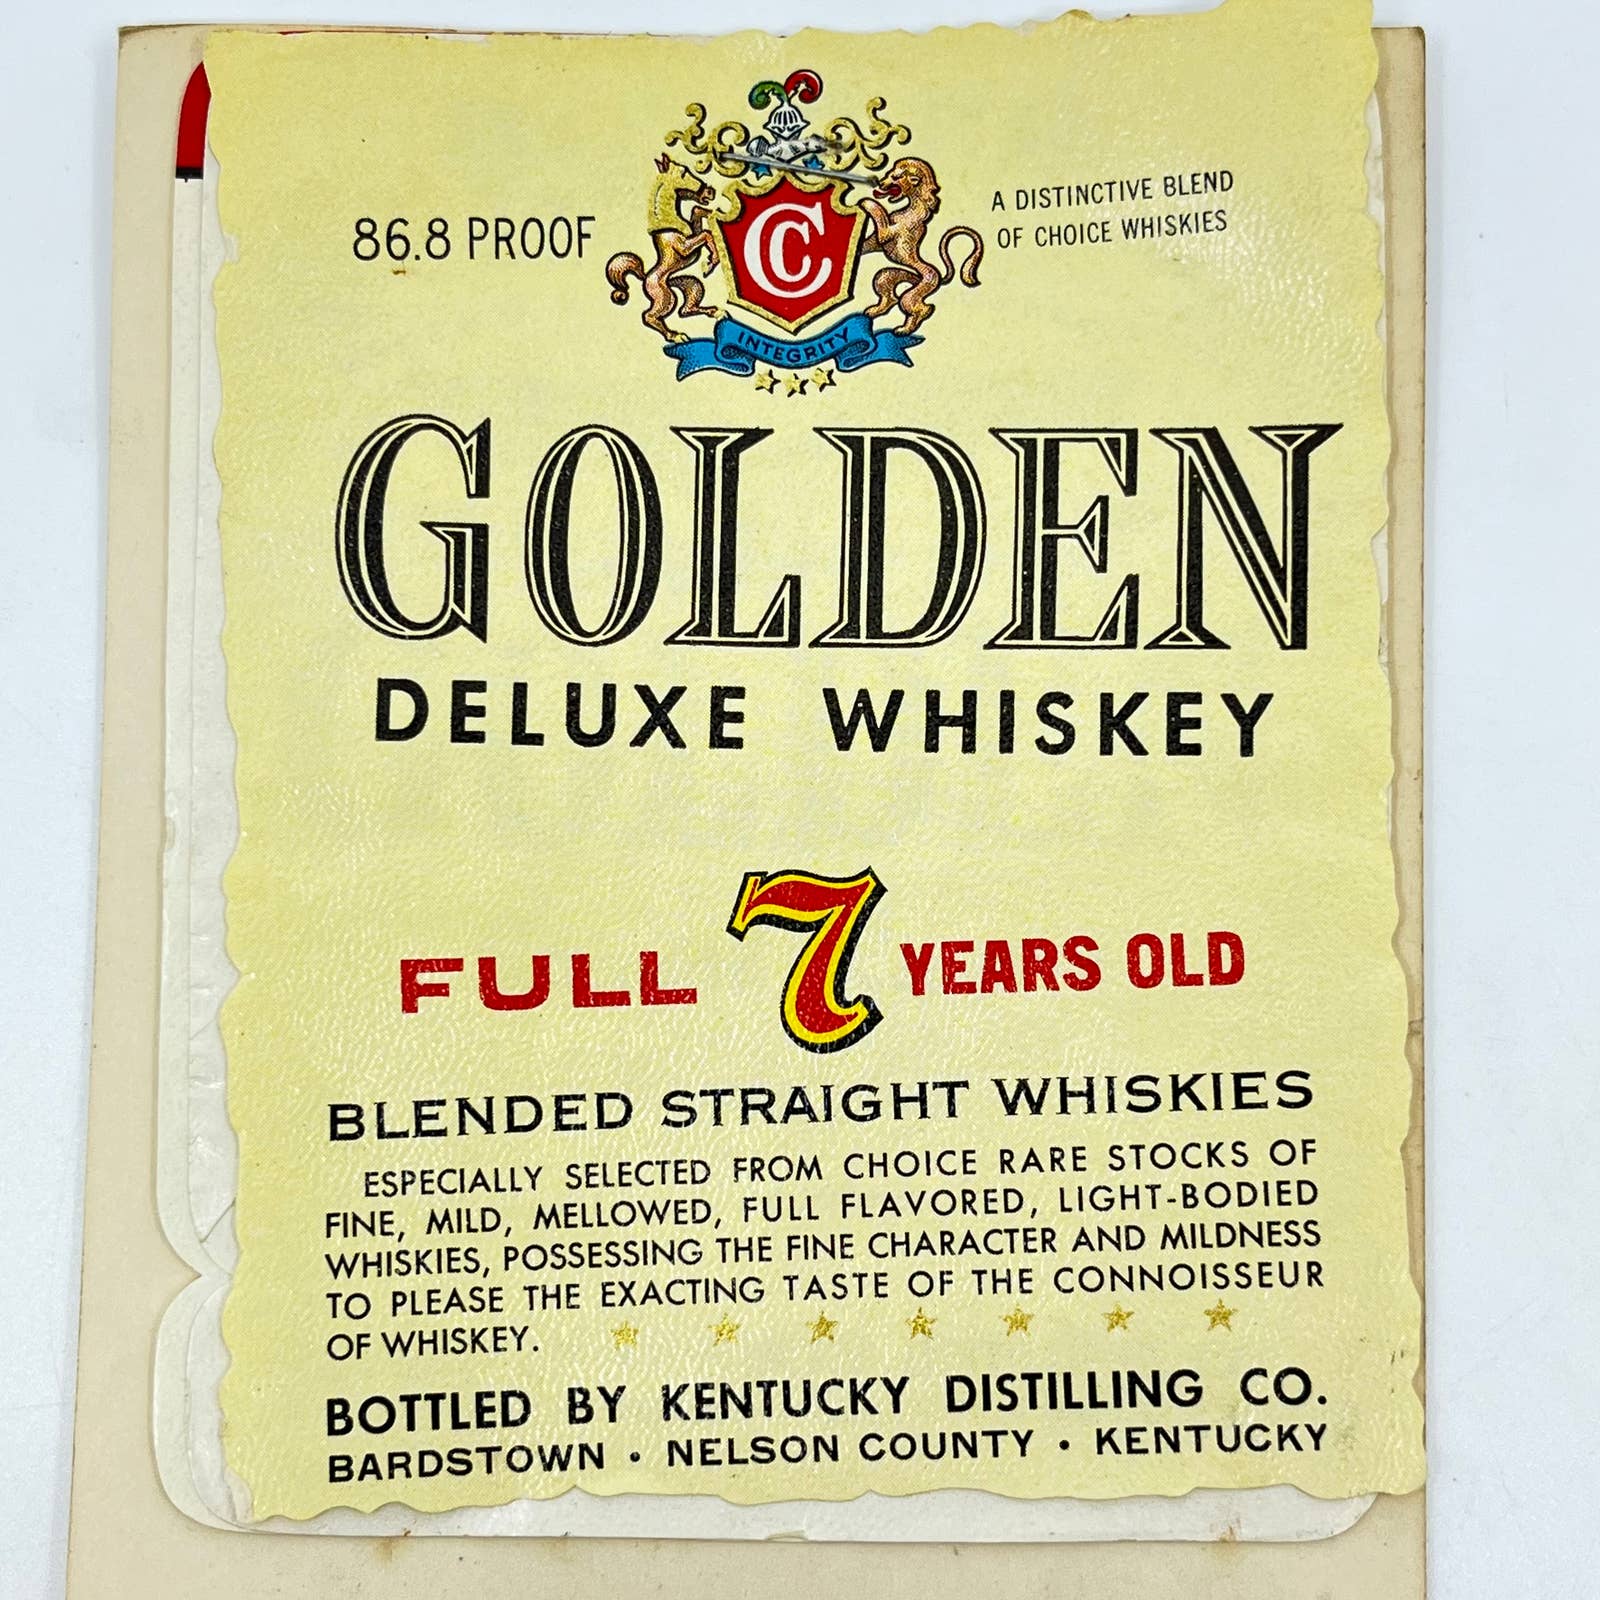 86.8 PROOF
A DISTINCTIVE BLEND
OF CHOICE WHISKIES
CC
INTEGRITY
GOLDEN
DELUXE WHISKEY
FULL 7 YEARS OLD
BLENDED STRAIGHT WHISKIES
ESPECIALLY SELECTED FROM CHOICE RARE STOCKS OF
FINE, MILD, MELLOWED, FULL FLAVORED, LIGHT-BODIED
WHISKIES, POSSESSING THE FINE CHARACTER AND MILDNESS
TO PLEASE THE EXACTING TASTE OF THE CONNOISSEUR
OF WHISKEY.
BOTTLED BY KENTUCKY DISTILLING CO.
BARDSTOWN • NELSON COUNTY • KENTUCKY